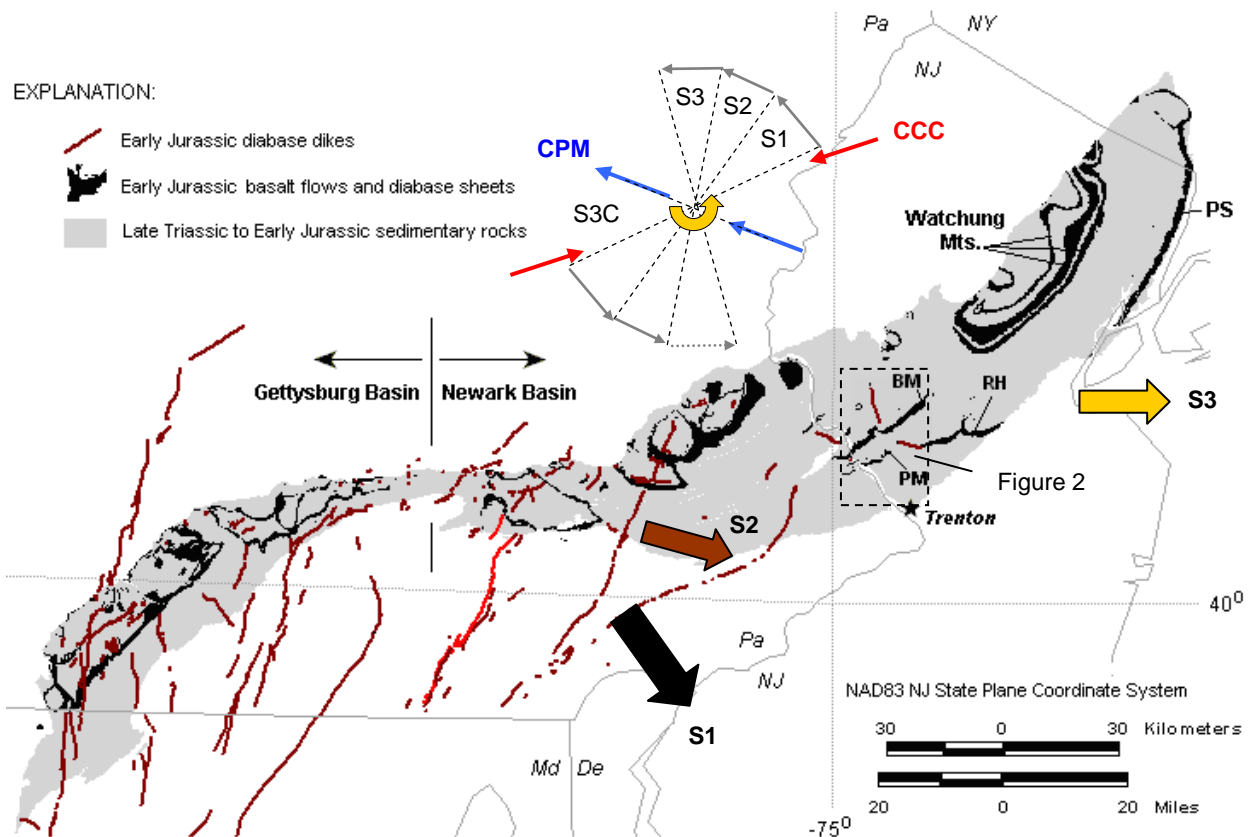 Pa
NY
NJ
EXPLANATION:
Early Jurassic diabase dikes
Early Jurassic basalt flows and diabase sheets
Late Triassic to Early Jurassic sedimentary rocks
S3
S2
S1
CCC
CPM
S3C
Watchung
Mts..
PS
Gettysburg Basin
Newark Basin
BM
RH
S3
PM
Figure 2
Trenton
S2
40⁰
Pa
NJ
S1
NAD83 NJ State Plane Coordinate System
30 0 30 Kilometers
Md
De
20 0 20 Miles
-75⁰